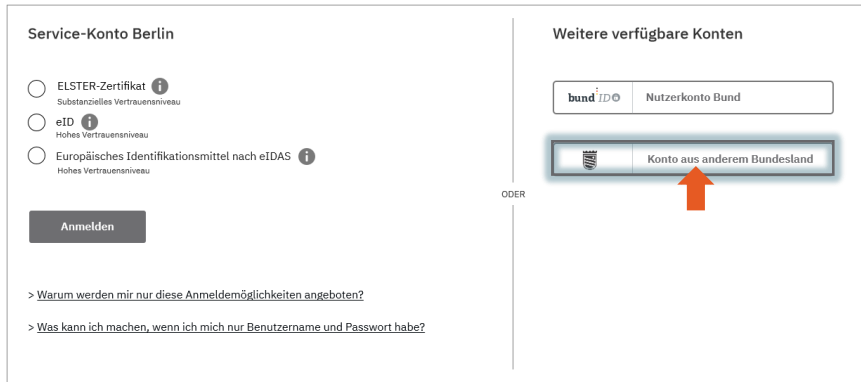 Service-Konto Berlin
ELSTER-Zertifikat
Substanzielles Vertrauensniveau
eID
Hohes Vertrauensniveau
Europäisches Identifikationsmittel nach eIDAS
Hohes Vertrauensniveau
Anmelden
> Warum werden mir nur diese Anmeldemöglichkeiten angeboten?
> Was kann ich machen, wenn ich mich nur Benutzername und Passwort habe?
ODER
Weitere verfügbare Konten
bund ID Nutzerkonto Bund
Konto aus anderem Bundesland